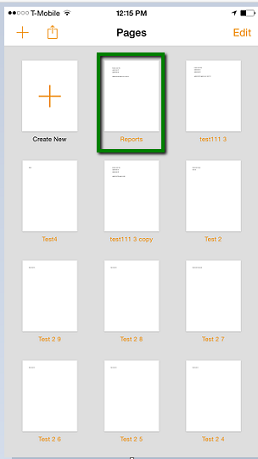 T-Mobile 12:15 PM
Pages Edit
Create New Reports test111 3
Test4 test111 3 copy Test 2
Test 2 9 Test 2 8 Test 2 7
Test 2 6 Test 2 5 Test 2 4